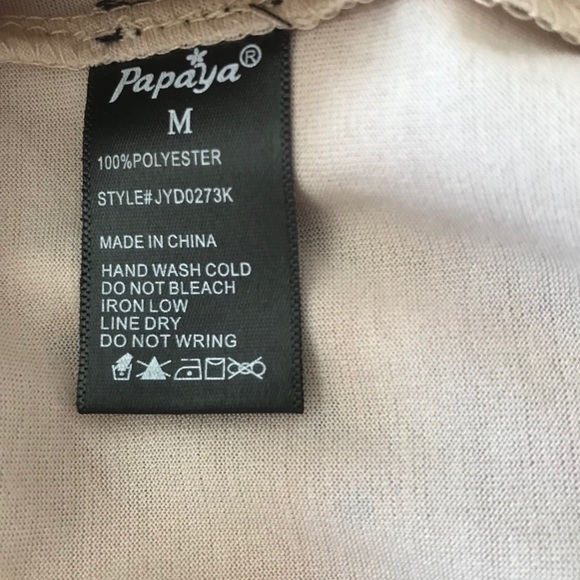 Papaya®
M
100%POLYESTER
STYLE#JYD0273K
MADE IN CHINA
HAND WASH COLD
DO NOT BLEACH
IRON LOW
LINE DRY
DO NOT WRING